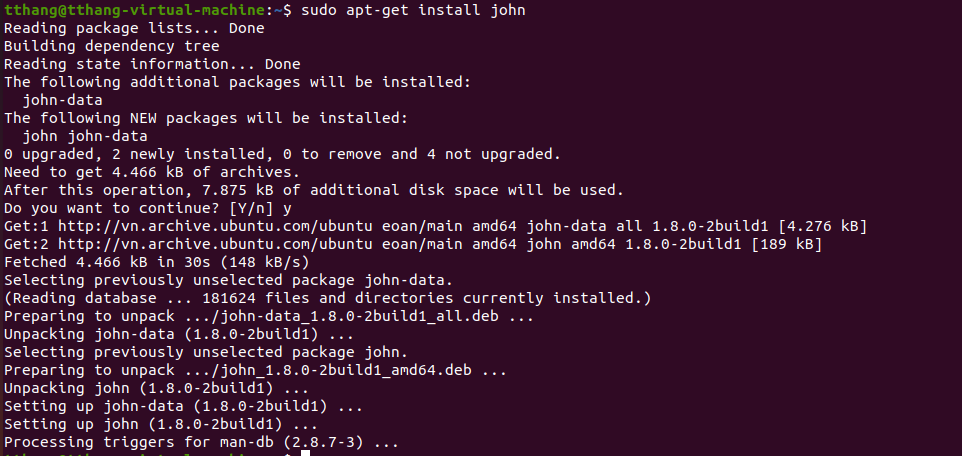 tthang@tthang-virtual-machine:~$ sudo apt-get install john
Reading package lists... Done
Building dependency tree
Reading state information... Done
The following additional packages will be installed:
  john-data
The following NEW packages will be installed:
  john john-data
0 upgraded, 2 newly installed, 0 to remove and 4 not upgraded.
Need to get 4.466 kB of archives.
After this operation, 7.875 kB of additional disk space will be used.
Do you want to continue? [Y/n] y
Get:1 http://vn.archive.ubuntu.com/ubuntu eoan/main amd64 john-data all 1.8.0-2build1 [4.276 kB]
Get:2 http://vn.archive.ubuntu.com/ubuntu eoan/main amd64 john amd64 1.8.0-2build1 [189 kB]
Fetched 4.466 kB in 30s (148 kB/s)
Selecting previously unselected package john-data.
(Reading database ... 181624 files and directories currently installed.)
Preparing to unpack .../john-data_1.8.0-2build1_all.deb ...
Unpacking john-data (1.8.0-2build1) ...
Selecting previously unselected package john.
Preparing to unpack .../john_1.8.0-2build1_amd64.deb ...
Unpacking john (1.8.0-2build1) ...
Setting up john-data (1.8.0-2build1) ...
Setting up john (1.8.0-2build1) ...
Processing triggers for man-db (2.8.7-3) ...